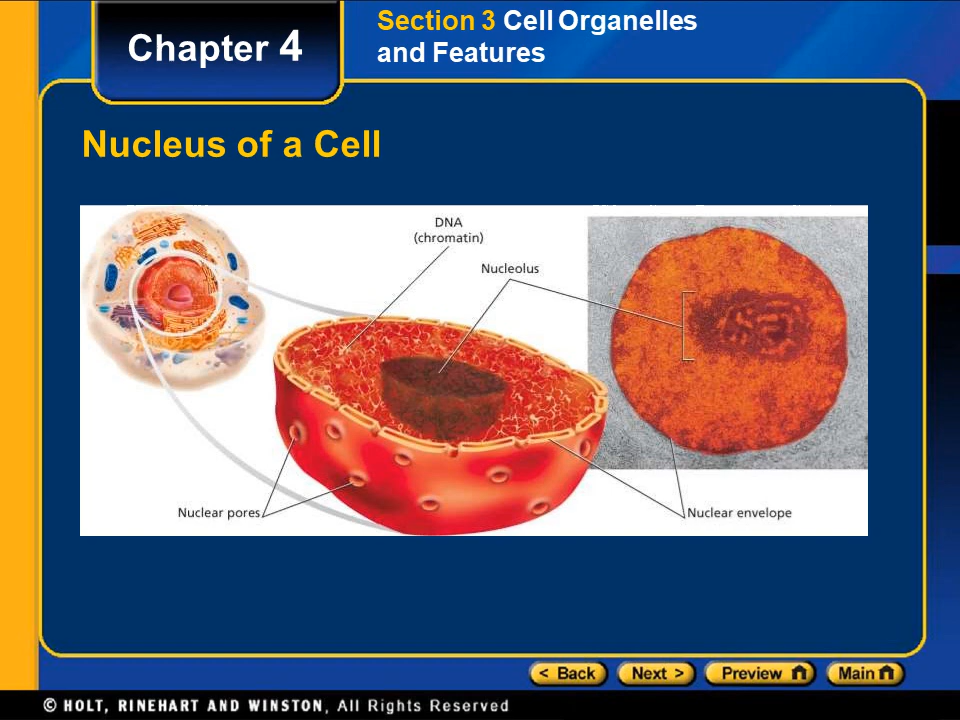 Chapter 4
Section 3 Cell Organelles
and Features
Nucleus of a Cell
DNA
(chromatin)
Nucleolus
Nuclear pores
Nuclear envelope
< Back
Next >
Preview
Main
© HOLT, RINEHART AND WINSTON, All Rights Reserved